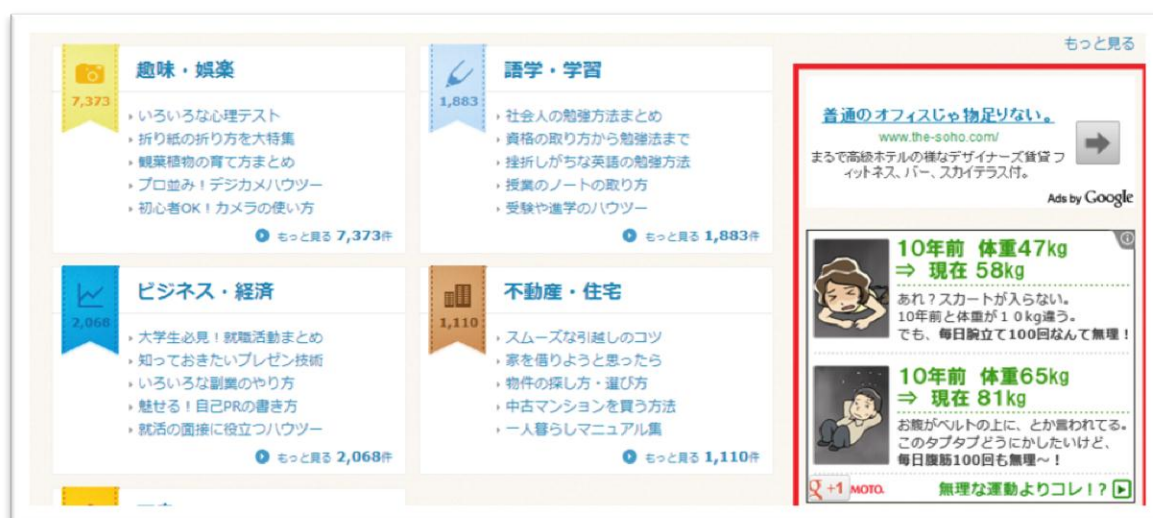 もっと見る
趣味・娯楽
7,373
いろいろな心理テスト
折り紙の折り方を大特集
観葉植物の育て方まとめ
プロ並み！デジカメハウツー
初心者OK！カメラの使い方
もっと見る 7,373件
語学・学習
1,883
社会人の勉強方法まとめ
資格の取り方から勉強法まで
挫折しがちな英語の勉強方法
授業のノートの取り方
受験や進学のハウツー
もっと見る 1,883件
ビジネス・経済
2,068
大学生必見！就職活動まとめ
知っておきたいプレゼン技術
いろいろな副業のやり方
魅せる！自己PRの書き方
就活の面接に役立つハウツー
もっと見る 2,068件
不動産・住宅
1,110
スムーズな引越しのコツ
家を借りようと思ったら
物件の探し方・選び方
中古マンションを買う方法
一人暮らしマニュアル集
もっと見る 1,110件
普通のオフィスじゃ物足りない。
www.the-soho.com/
まるで高級ホテルの様なデザイナーズ賃貸 フ
ィットネス、バー、スカイテラス付。
Ads by Google
10年前 体重47kg
⇒ 現在 58kg
あれ？スカートが入らない。
10年前と体重が１０kg違う。
でも、毎日腕立て100回なんて無理！
10年前 体重65kg
⇒ 現在 81kg
お腹がベルトの上に、とか言われてる。
このタプタプどうにかしたいけど、
毎日腹筋100回も無理～！
+1 MOTO.
無理な運動よりコレ！？